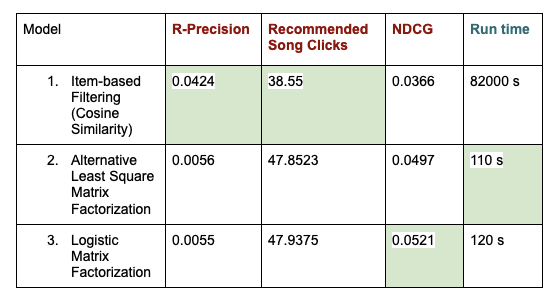 Model R-Precision Recommended NDCG Run time
Song Clicks
1. Item-based 0.0424 38.55 0.0366 82000 s
Filtering
(Cosine
Similarity)
2. Alternative 0.0056 47.8523 0.0497 110 s
Least Square
Matrix
Factorization
3. Logistic 0.0055 47.9375 0.0521 120 s
Matrix
Factorization